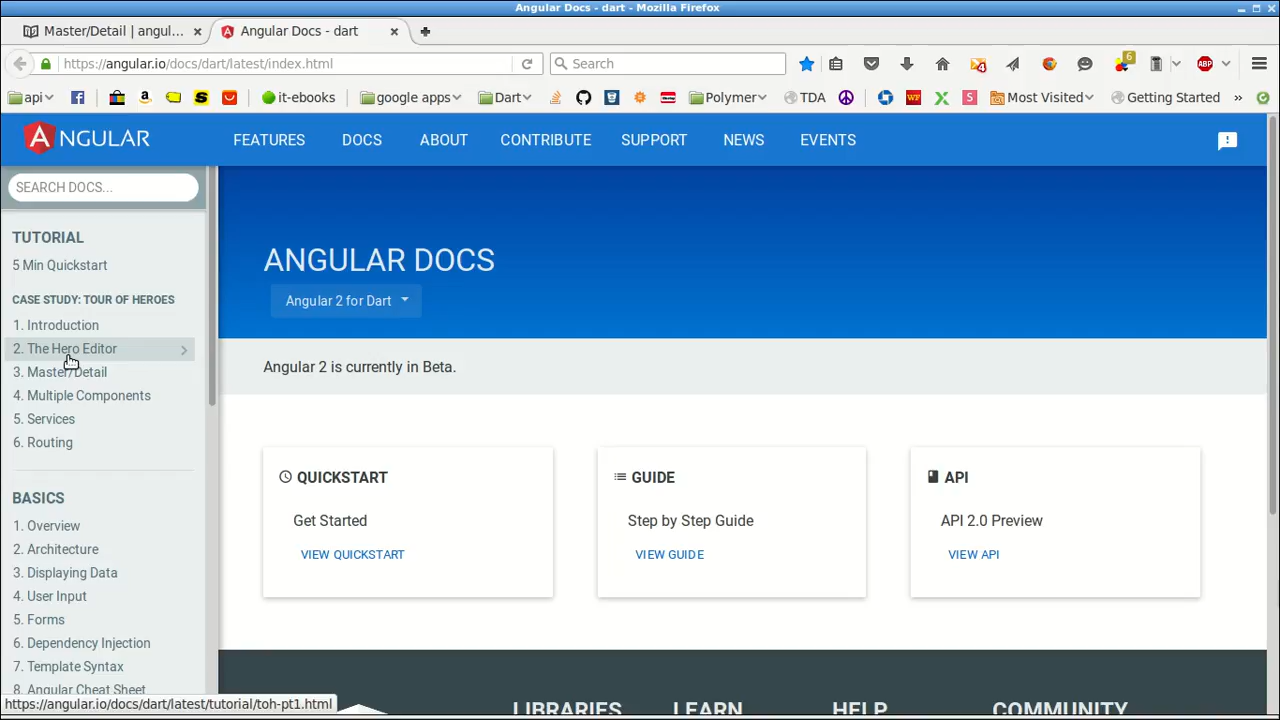 Angular Docs - dart - Mozilla Firefox
Master/Detail | angul...
Angular Docs - dart
https://angular.io/docs/dart/latest/index.html
Search
4
6
ABP
api
it-ebooks
google apps
Dart
Polymer
TDA
WF
Most Visited
Getting Started
»
ANGULAR
FEATURES
DOCS
ABOUT
CONTRIBUTE
SUPPORT
NEWS
EVENTS
SEARCH DOCS...
TUTORIAL
5 Min Quickstart
CASE STUDY: TOUR OF HEROES
1. Introduction
2. The Hero Editor
3. Master/Detail
4. Multiple Components
5. Services
6. Routing
BASICS
1. Overview
2. Architecture
3. Displaying Data
4. User Input
5. Forms
6. Dependency Injection
7. Template Syntax
8. Angular Cheat Sheet
https://angular.io/docs/dart/latest/tutorial/toh-pt1.html
ANGULAR DOCS
Angular 2 for Dart
Angular 2 is currently in Beta.
QUICKSTART
Get Started
VIEW QUICKSTART
GUIDE
Step by Step Guide
VIEW GUIDE
API
API 2.0 Preview
VIEW API
LIBRARIES
LEARN
HELP
COMMUNITY